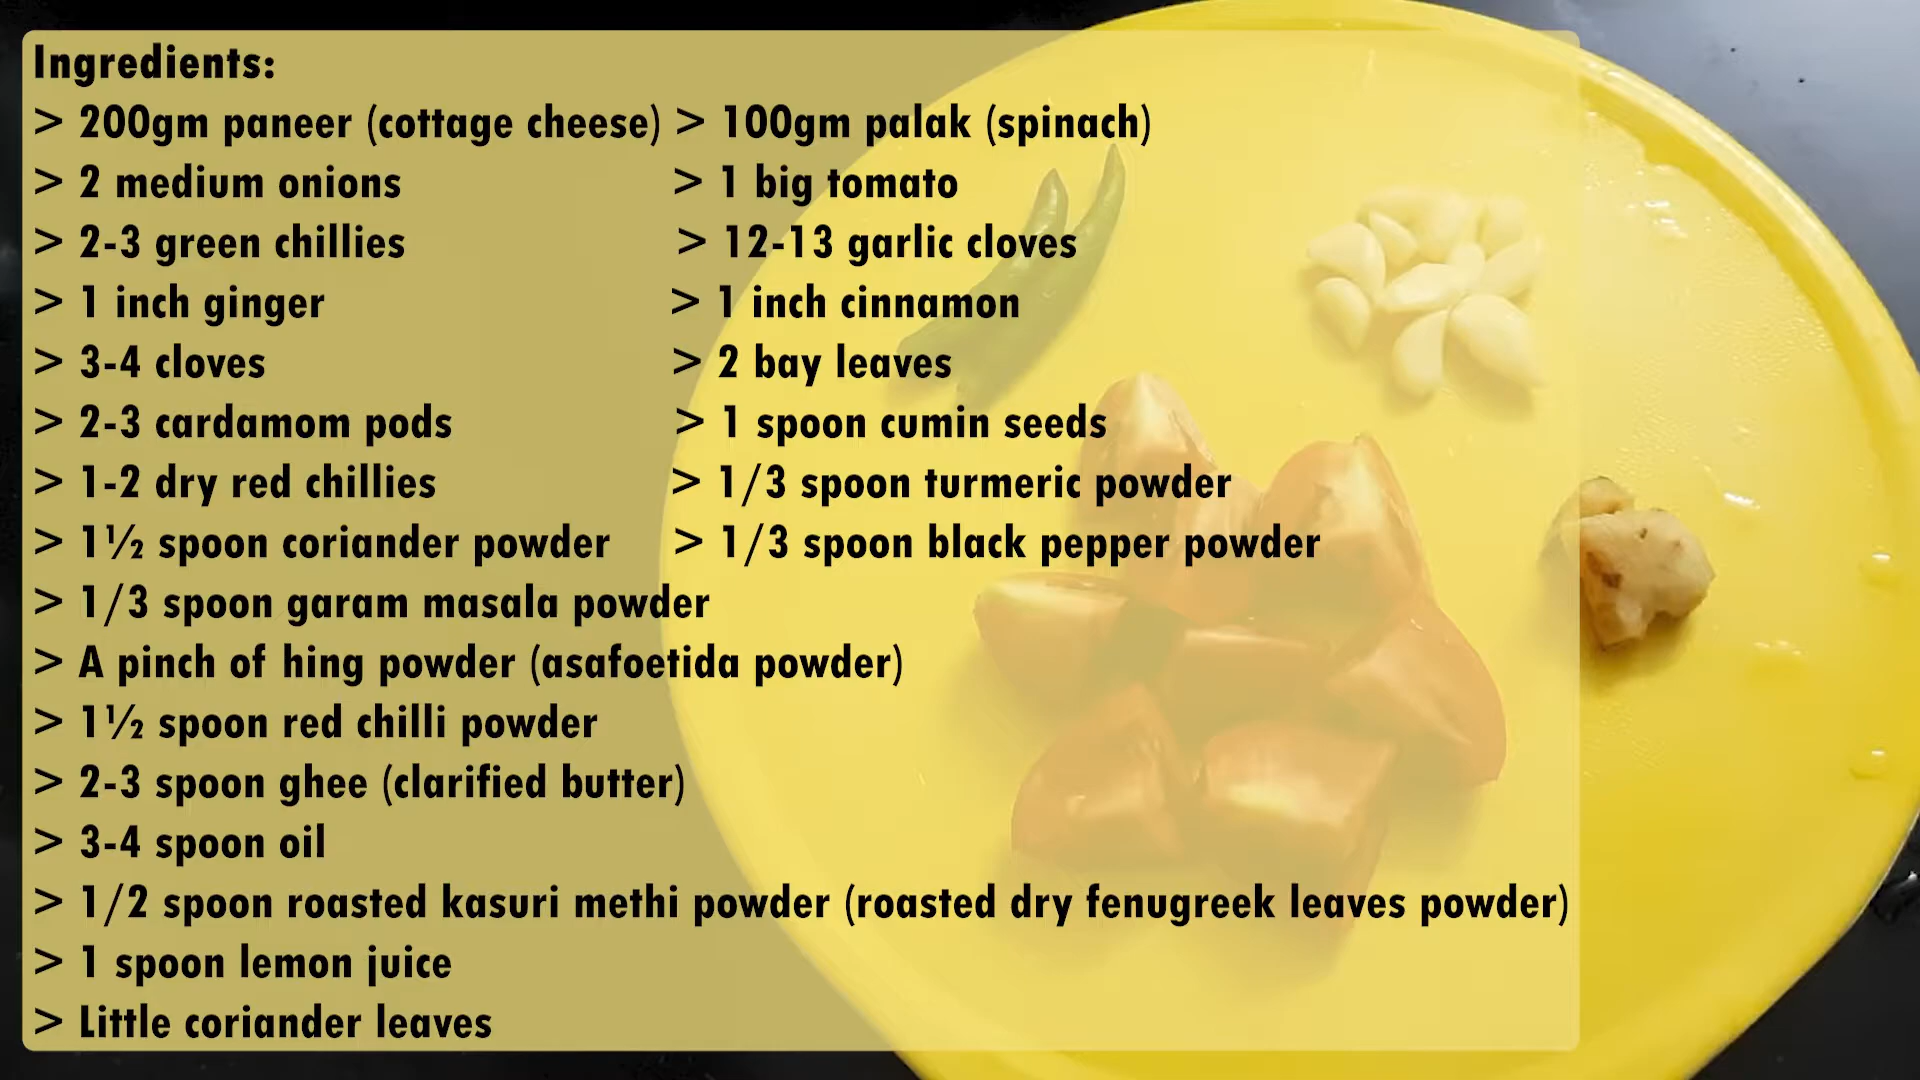 Ingredients:
> 200gm paneer (cottage cheese) > 100gm palak (spinach)
> 2 medium onions > 1 big tomato
> 2-3 green chillies > 12-13 garlic cloves
> 1 inch ginger > 1 inch cinnamon
> 3-4 cloves > 2 bay leaves
> 2-3 cardamom pods > 1 spoon cumin seeds
> 1-2 dry red chillies > 1/3 spoon turmeric powder
> 1½ spoon coriander powder > 1/3 spoon black pepper powder
> 1/3 spoon garam masala powder
> A pinch of hing powder (asafoetida powder)
> 1½ spoon red chilli powder
> 2-3 spoon ghee (clarified butter)
> 3-4 spoon oil
> 1/2 spoon roasted kasuri methi powder (roasted dry fenugreek leaves powder)
> 1 spoon lemon juice
> Little coriander leaves